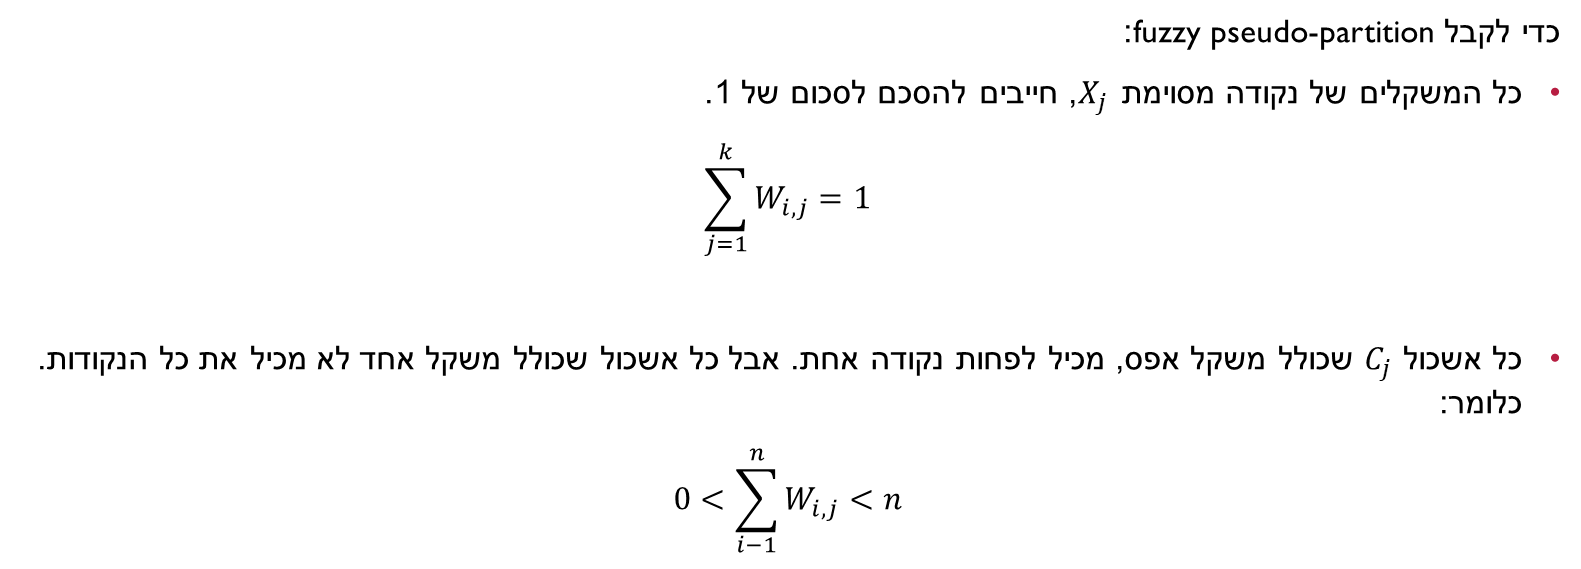 כדי לקבל fuzzy pseudo-partition:
• כל המשקלים של נקודה מסוימת X_j, חייבים להסכם לסכום של 1.
\sum_{j=1}^{k} W_{i,j} = 1
• כל אשכול C_j שכולל משקל אפס, מכיל לפחות נקודה אחת. אבל כל אשכול שכולל משקל אחד לא מכיל את כל הנקודות.
כלומר:
0 < \sum_{i-1}^{n} W_{i,j} < n